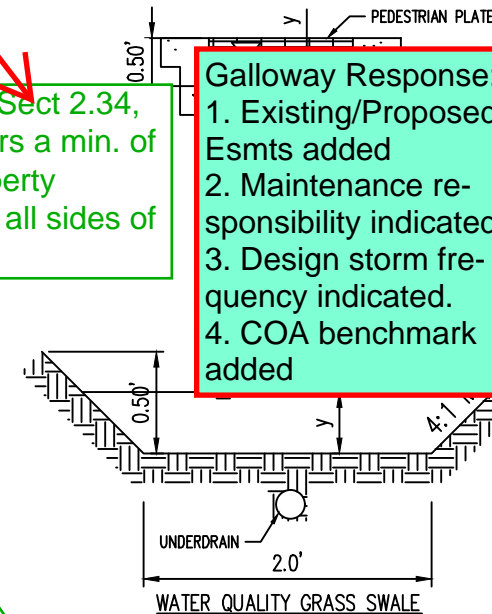 y
PEDESTRIAN PLATE
0.50'
Sect 2.34,
a min. of
all sides of
Galloway Response:
1. Existing/Proposed
Esmts added
2. Maintenance re-
sponsibility indicated
3. Design storm fre-
quency indicated.
4. COA benchmark
added
0.50'
y
4:1
UNDERDRAIN
2.0'
WATER QUALITY GRASS SWALE